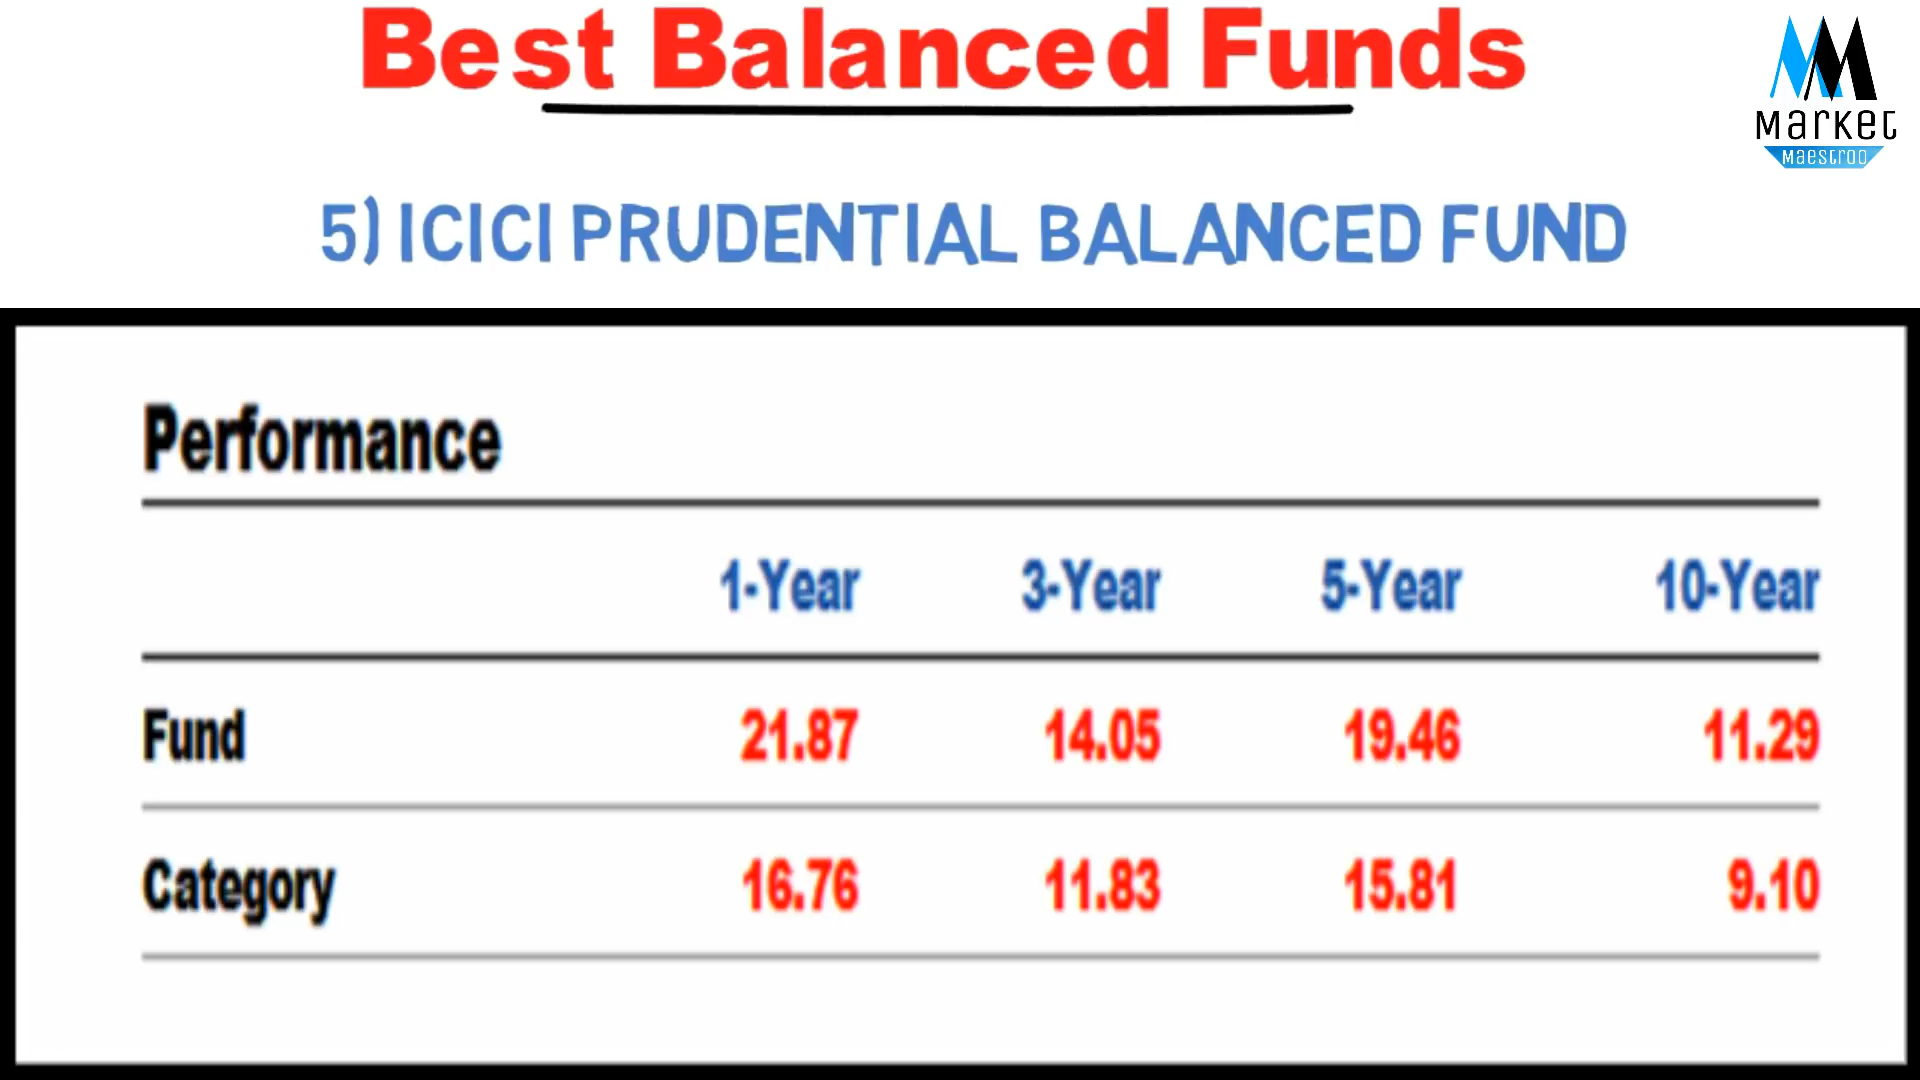 Best Balanced Funds
Market
Maestroo
5) ICICI PRUDENTIAL BALANCED FUND
Performance
1-Year 3-Year 5-Year 10-Year
Fund 21.87 14.05 19.46 11.29
Category 16.76 11.83 15.81 9.10